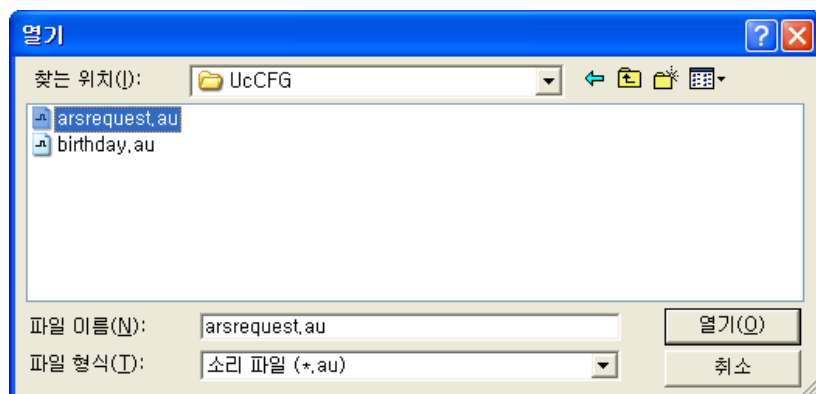 열기
찾는 위치(I): UcCFG
arsrequest.au
birthday.au
파일 이름(N): arsrequest.au 열기(O)
파일 형식(T): 소리 파일 (*.au) 취소